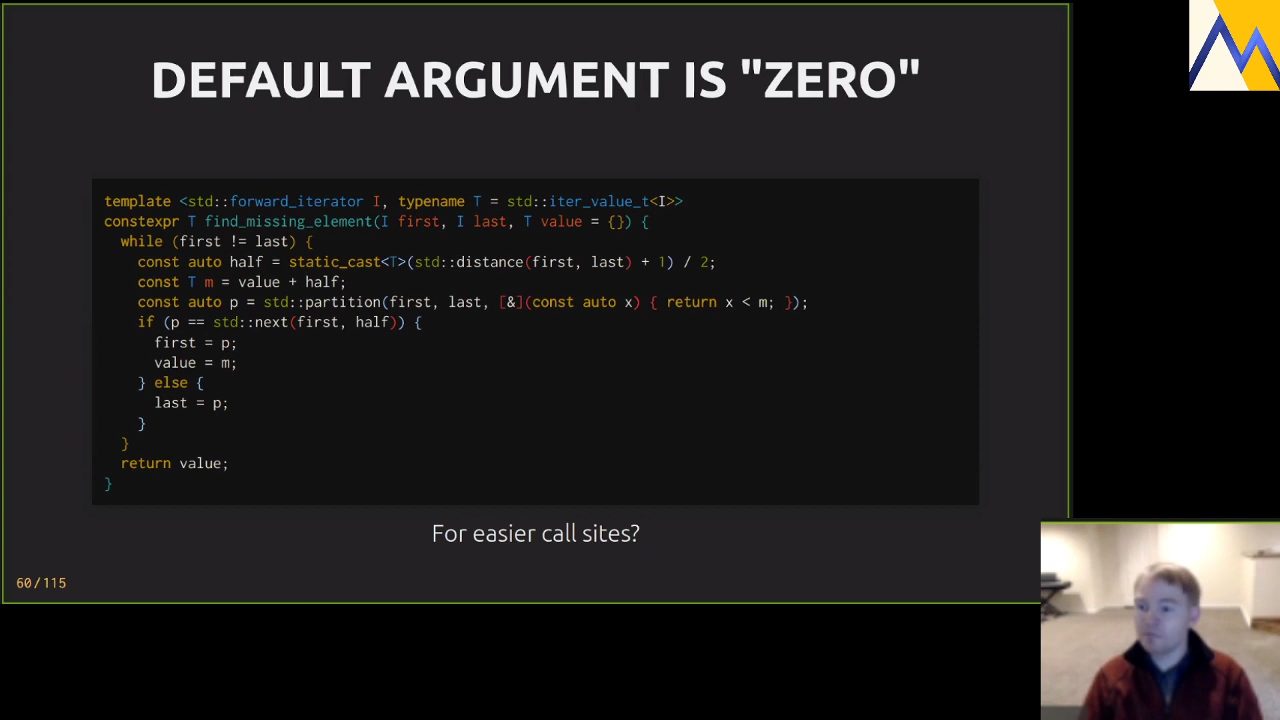 DEFAULT ARGUMENT IS "ZERO"
template <std::forward_iterator I, typename T = std::iter_value_t<I>>
constexpr T find_missing_element(I first, I last, T value = {}) {
  while (first != last) {
    const auto half = static_cast<T>(std::distance(first, last) + 1) / 2;
    const T m = value + half;
    const auto p = std::partition(first, last, [&](const auto x) { return x < m; });
    if (p == std::next(first, half)) {
      first = p;
      value = m;
    } else {
      last = p;
    }
  }
  return value;
}
For easier call sites?
60/115